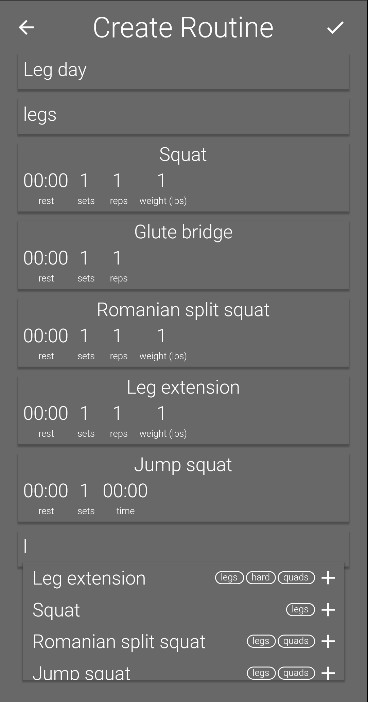 Create Routine
Leg day
legs
Squat
00:00 1 1 1
rest sets reps weight (lbs)
Glute bridge
00:00 1 1
rest sets reps
Romanian split squat
00:00 1 1 1
rest sets reps weight (lbs)
Leg extension
00:00 1 1 1
rest sets reps weight (lbs)
Jump squat
00:00 1 00:00
rest sets time
l
Leg extension legs hard quads +
Squat legs +
Romanian split squat legs quads +
Jump squat legs quads +